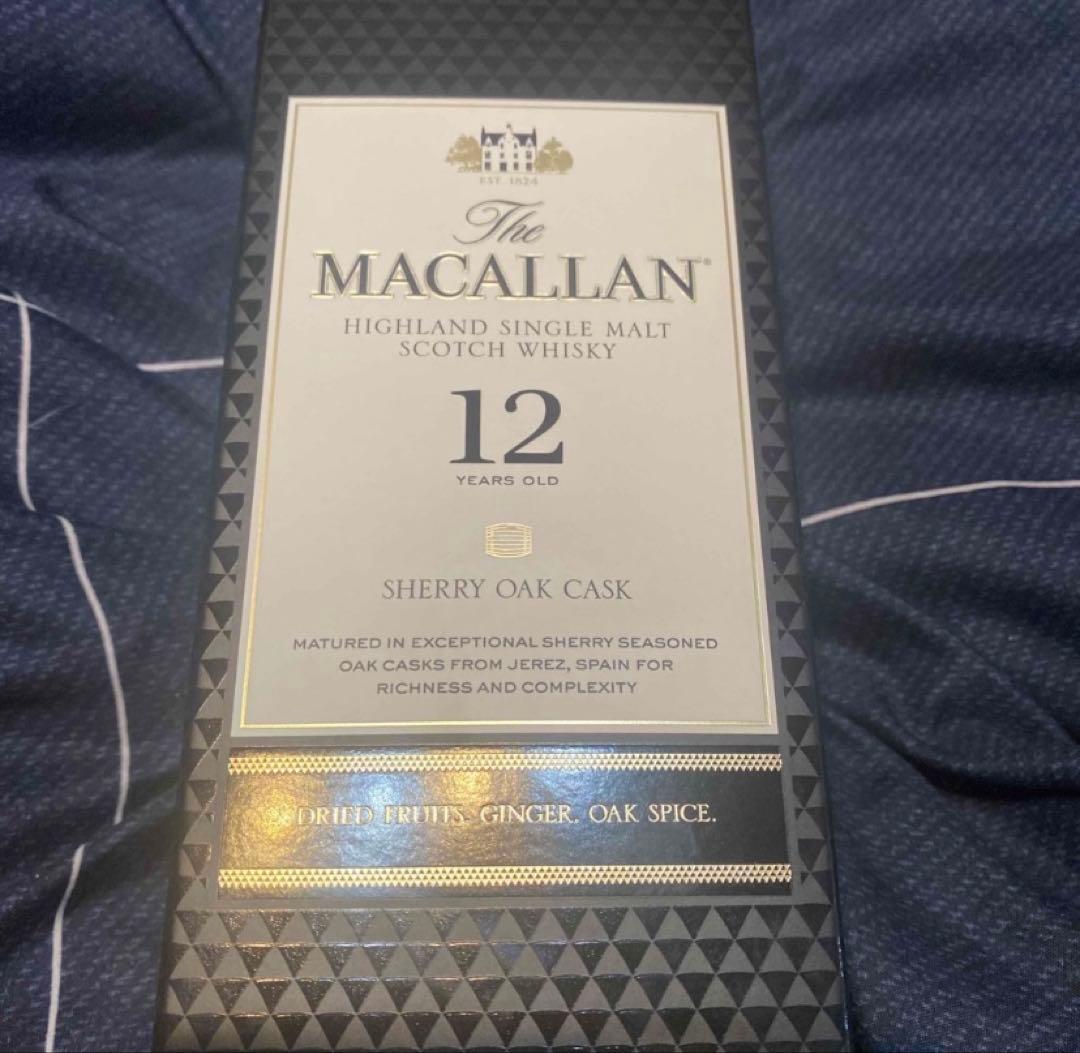 EST. 1824
The
MACALLAN®
HIGHLAND SINGLE MALT
SCOTCH WHISKY
12
YEARS OLD
SHERRY OAK CASK
MATURED IN EXCEPTIONAL SHERRY SEASONED
OAK CASKS FROM JEREZ, SPAIN FOR
RICHNESS AND COMPLEXITY
DRIED FRUITS. GINGER. OAK SPICE.